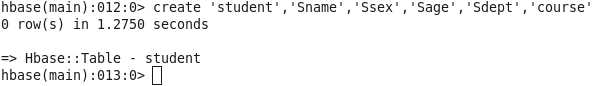 hbase(main):012:0> create 'student','Sname','Ssex','Sage','Sdept','course'
0 row(s) in 1.2750 seconds
=> Hbase::Table - student
hbase(main):013:0>